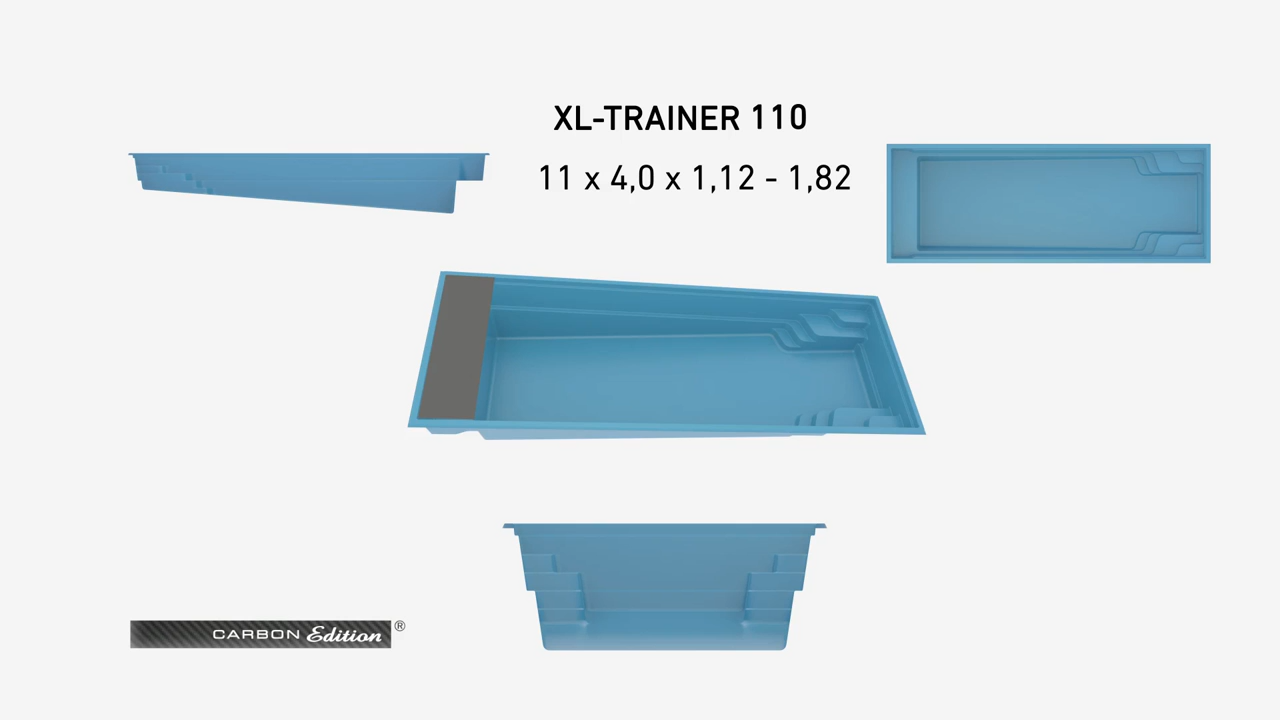 XL-TRAINER 110
11 x 4,0 x 1,12 - 1,82
CARBON Edition®